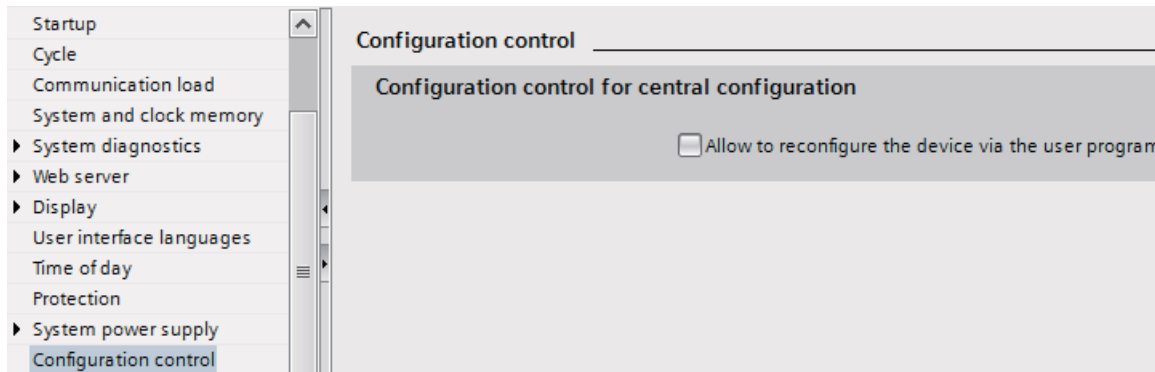 Startup
Cycle
Communication load
System and clock memory
System diagnostics
Web server
Display
User interface languages
Time of day
Protection
System power supply
Configuration control
Configuration control
Configuration control for central configuration
Allow to reconfigure the device via the user program